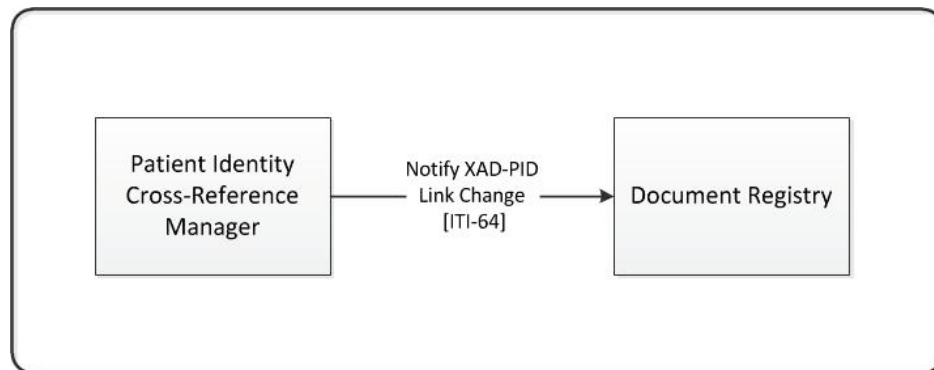 Patient Identity
Cross-Reference
Manager
Notify XAD-PID
Link Change
[ITI-64]
Document Registry